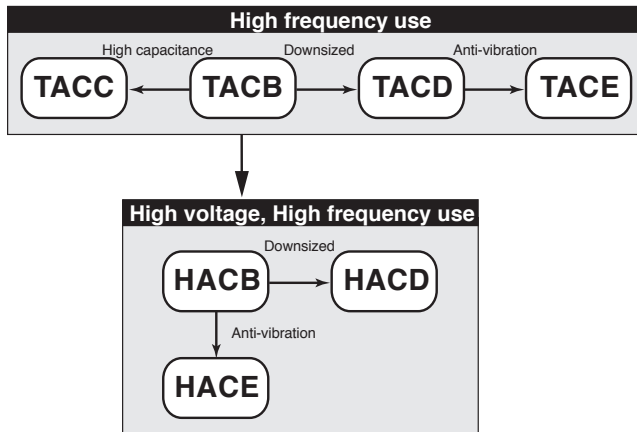 High frequency use
High capacitance Downsized Anti-vibration
TACC TACB TACD TACE
High voltage, High frequency use
Downsized
HACB HACD
Anti-vibration
HACE